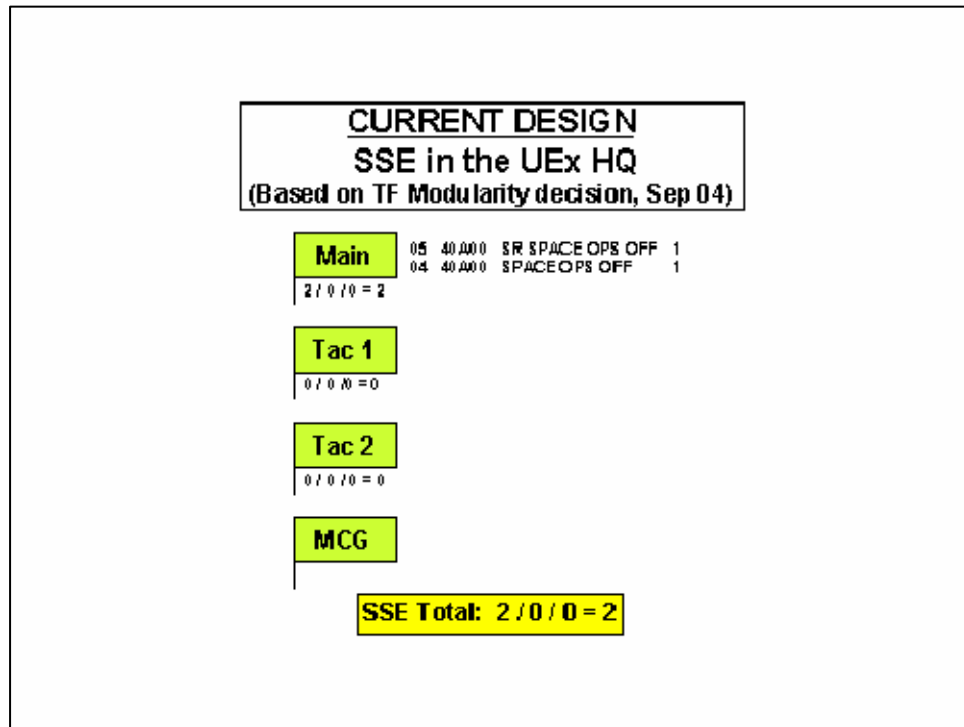 CURRENT DESIGN
SSE in the UEx HQ
(Based on TF Modularity decision, Sep 04)
Main
05 40A00 SR SPACE OPS OFF 1
04 40A00 SPACE OPS OFF 1
2 / 0 / 0 = 2
Tac 1
0 / 0 /0 = 0
Tac 2
0 / 0 / 0 = 0
MCG
SSE Total: 2 / 0 / 0 = 2